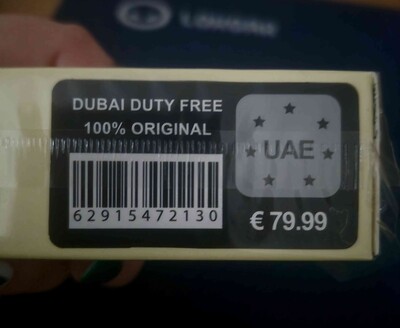 DUBAI DUTY FREE
100% ORIGINAL
UAE
62915472130
€ 79.99